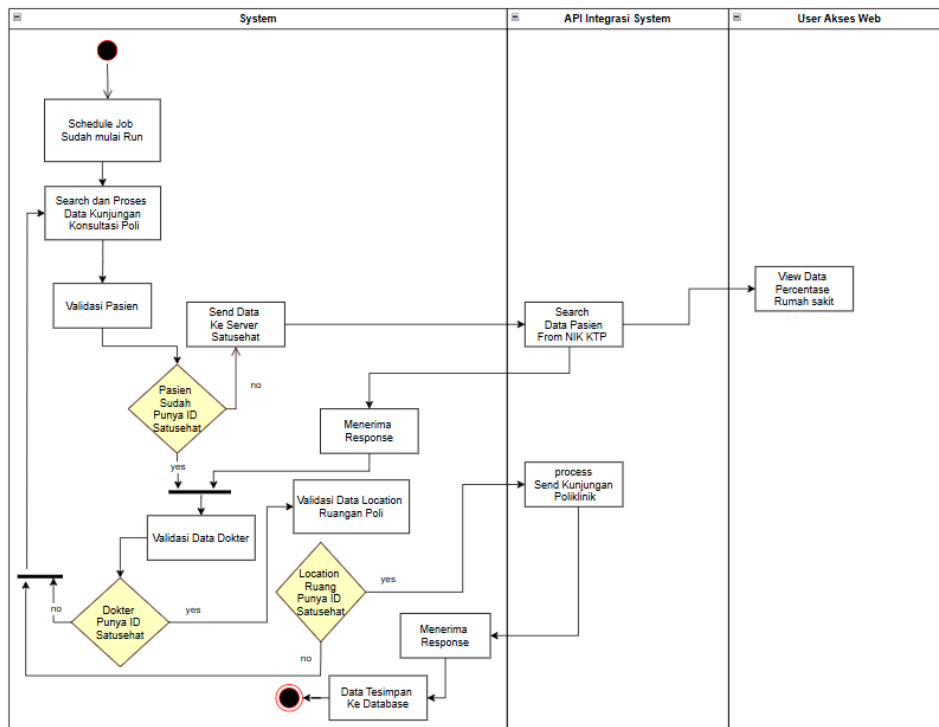 System
API Integrasi System
User Akses Web
Schedule Job
Sudah mulai Run
Search dan Proses
Data Kunjungan
Konsultasi Poli
Validasi Pasien
Send Data
Ke Server
Satusehat
Search
Data Pasien
From NIK KTP
View Data
Percentase
Rumah sakit
Pasien
Sudah
Punya ID
Satusehat
no
yes
Menerima
Response
Validasi Data Location
Ruangan Poli
process
Send Kunjungan
Poliklinik
Validasi Data Dokter
Dokter
Punya ID
Satusehat
no
yes
Location
Ruang
Punya ID
Satusehat
yes
no
Menerima
Response
Data Tesimpan
Ke Database